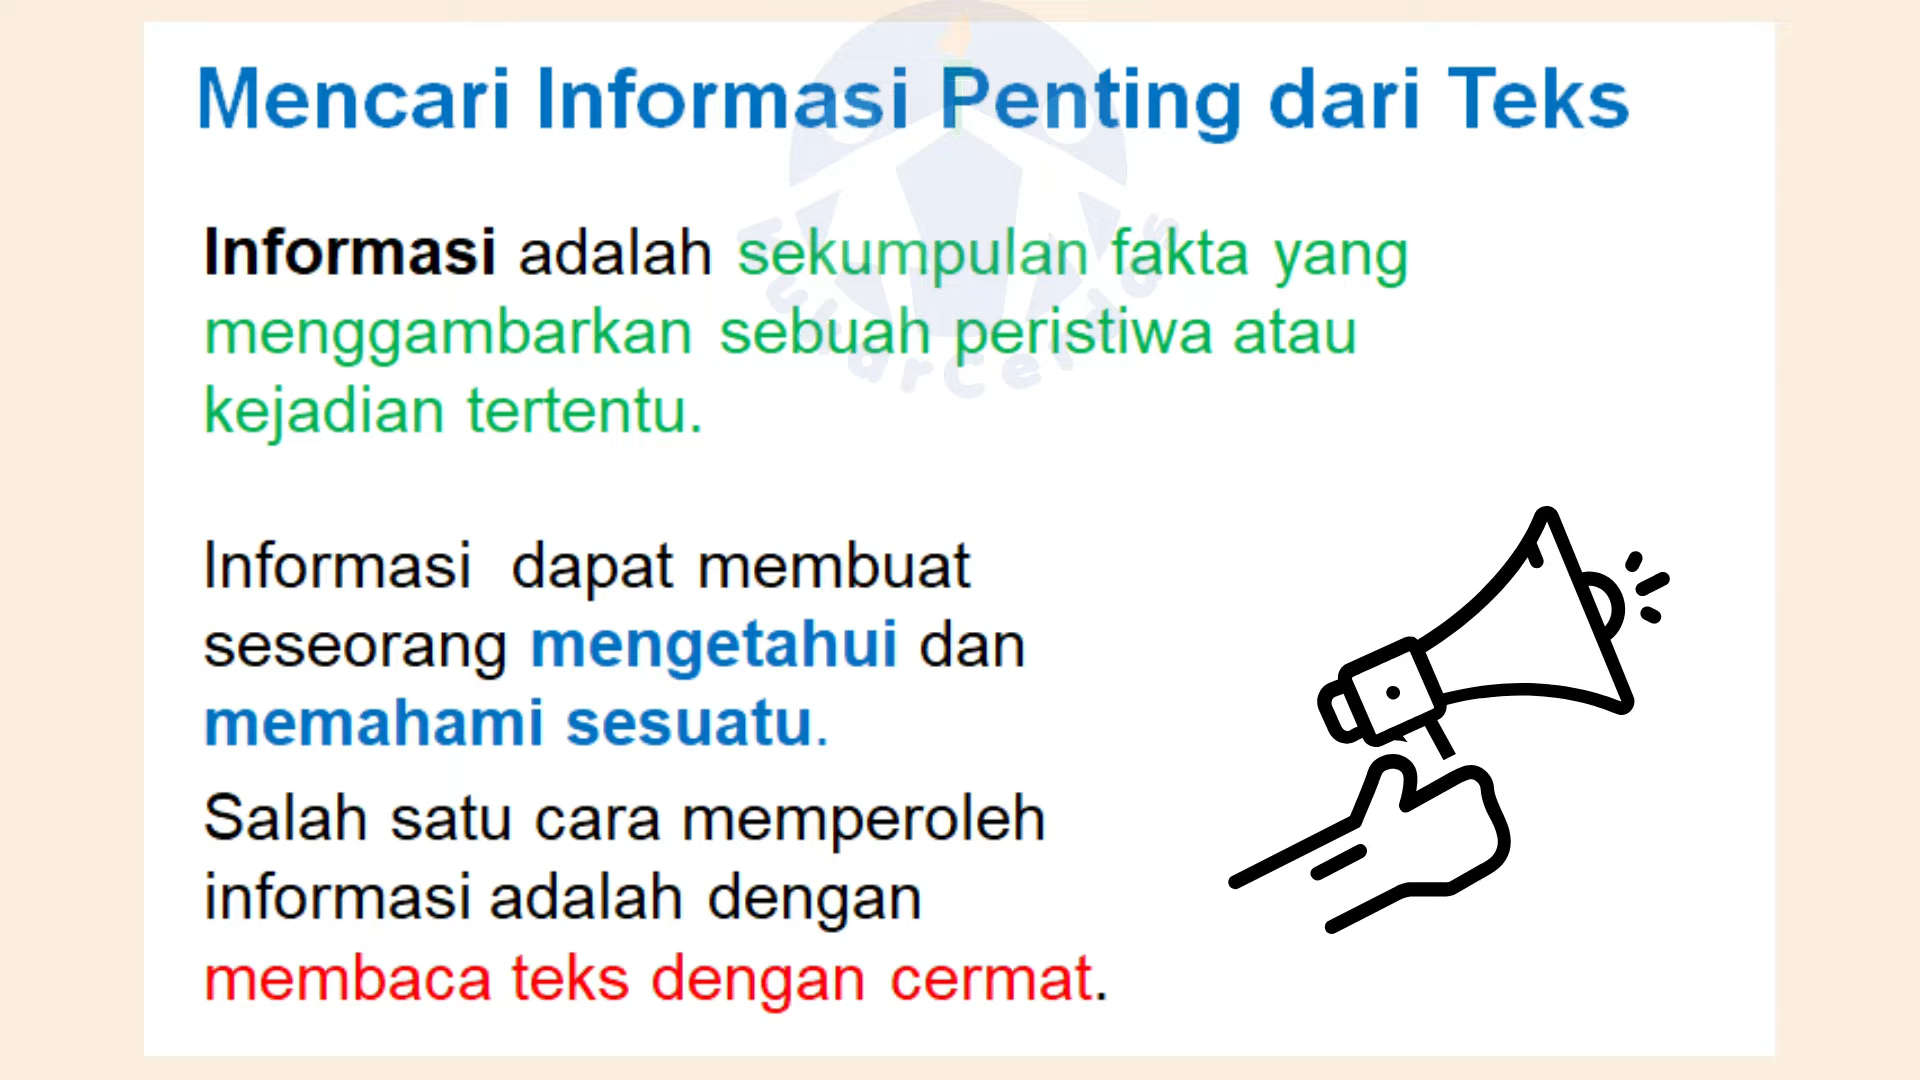 Mencari Informasi Penting dari Teks
Informasi adalah sekumpulan fakta yang
menggambarkan sebuah peristiwa atau
kejadian tertentu.
Informasi dapat membuat
seseorang mengetahui dan
memahami sesuatu.
Salah satu cara memperoleh
informasi adalah dengan
membaca teks dengan cermat.